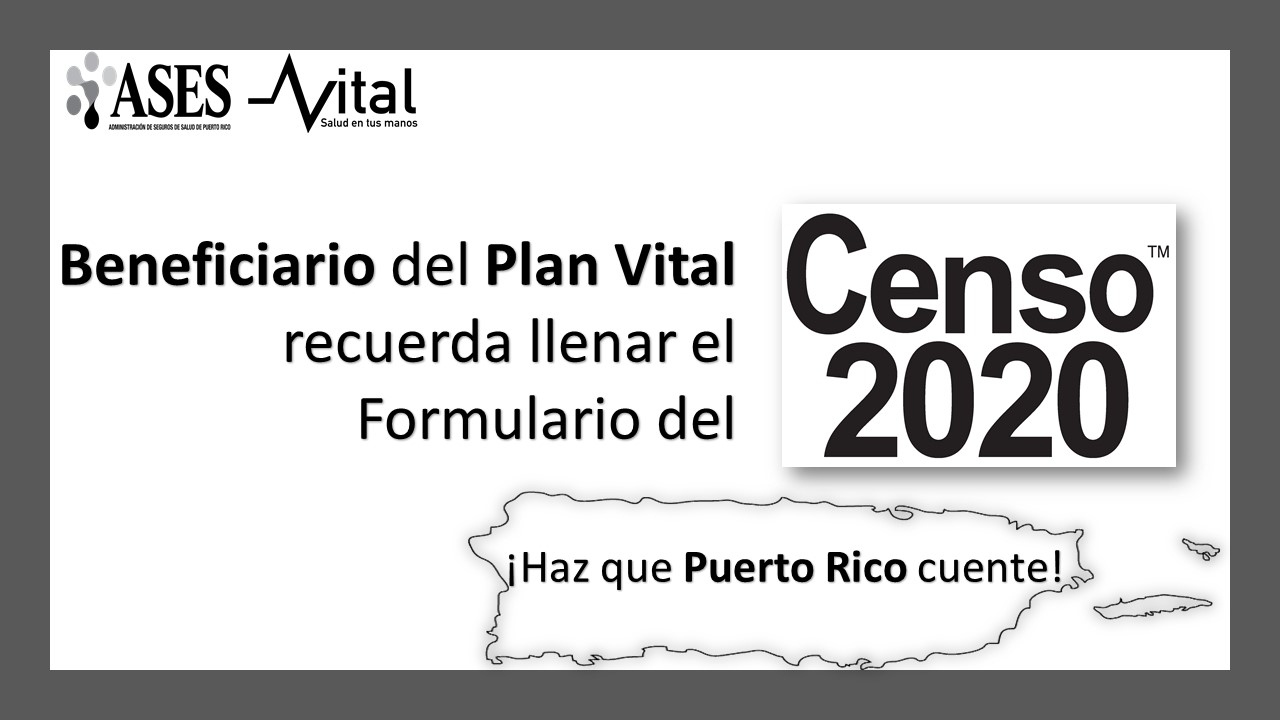 ASES
ADMINISTRACIÓN DE SEGUROS DE SALUD DE PUERTO RICO
Vital
Salud en tus manos
Beneficiario del Plan Vital
recuerda llenar el
Formulario del
Censo™
2020
¡Haz que Puerto Rico cuente!